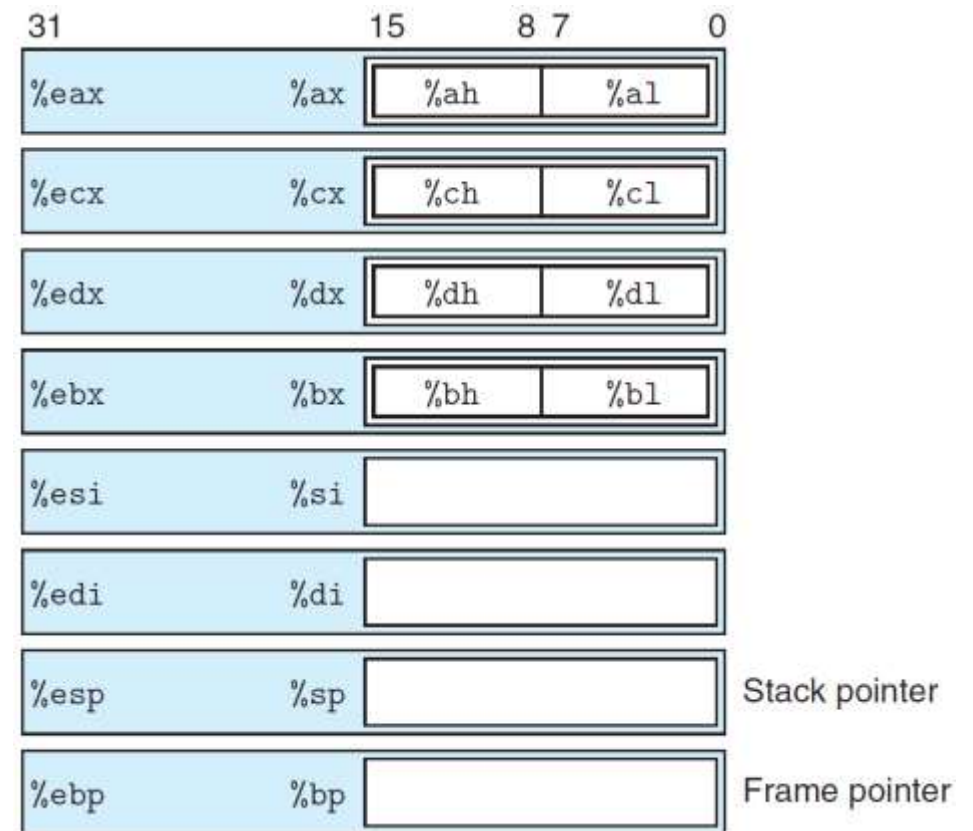 31 15 8 7 0
%eax %ax %ah %al
%ecx %cx %ch %cl
%edx %dx %dh %dl
%ebx %bx %bh %bl
%esi %si
%edi %di
%esp %sp Stack pointer
%ebp %bp Frame pointer